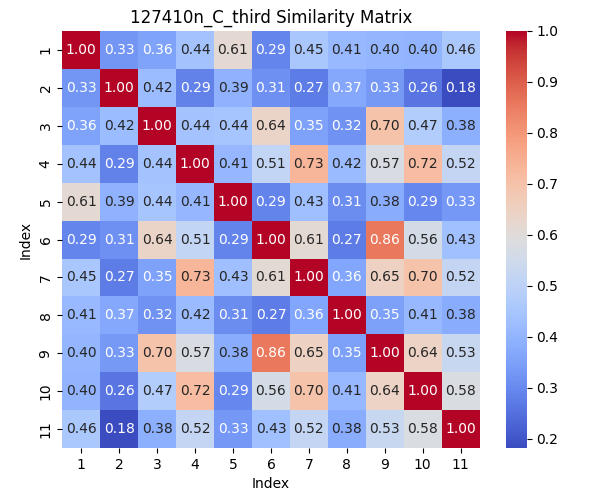 127410n_C_third Similarity Matrix
1 1.00 0.33 0.36 0.44 0.61 0.29 0.45 0.41 0.40 0.40 0.46
2 0.33 1.00 0.42 0.29 0.39 0.31 0.27 0.37 0.33 0.26 0.18
3 0.36 0.42 1.00 0.44 0.44 0.64 0.35 0.32 0.70 0.47 0.38
4 0.44 0.29 0.44 1.00 0.41 0.51 0.73 0.42 0.57 0.72 0.52
5 0.61 0.39 0.44 0.41 1.00 0.29 0.43 0.31 0.38 0.29 0.33
6 0.29 0.31 0.64 0.51 0.29 1.00 0.61 0.27 0.86 0.56 0.43
7 0.45 0.27 0.35 0.73 0.43 0.61 1.00 0.36 0.65 0.70 0.52
8 0.41 0.37 0.32 0.42 0.31 0.27 0.36 1.00 0.35 0.41 0.38
9 0.40 0.33 0.70 0.57 0.38 0.86 0.65 0.35 1.00 0.64 0.53
10 0.40 0.26 0.47 0.72 0.29 0.56 0.70 0.41 0.64 1.00 0.58
11 0.46 0.18 0.38 0.52 0.33 0.43 0.52 0.38 0.53 0.58 1.00
1 2 3 4 5 6 7 8 9 10 11
Index
Index
1.0
0.9
0.8
0.7
0.6
0.5
0.4
0.3
0.2